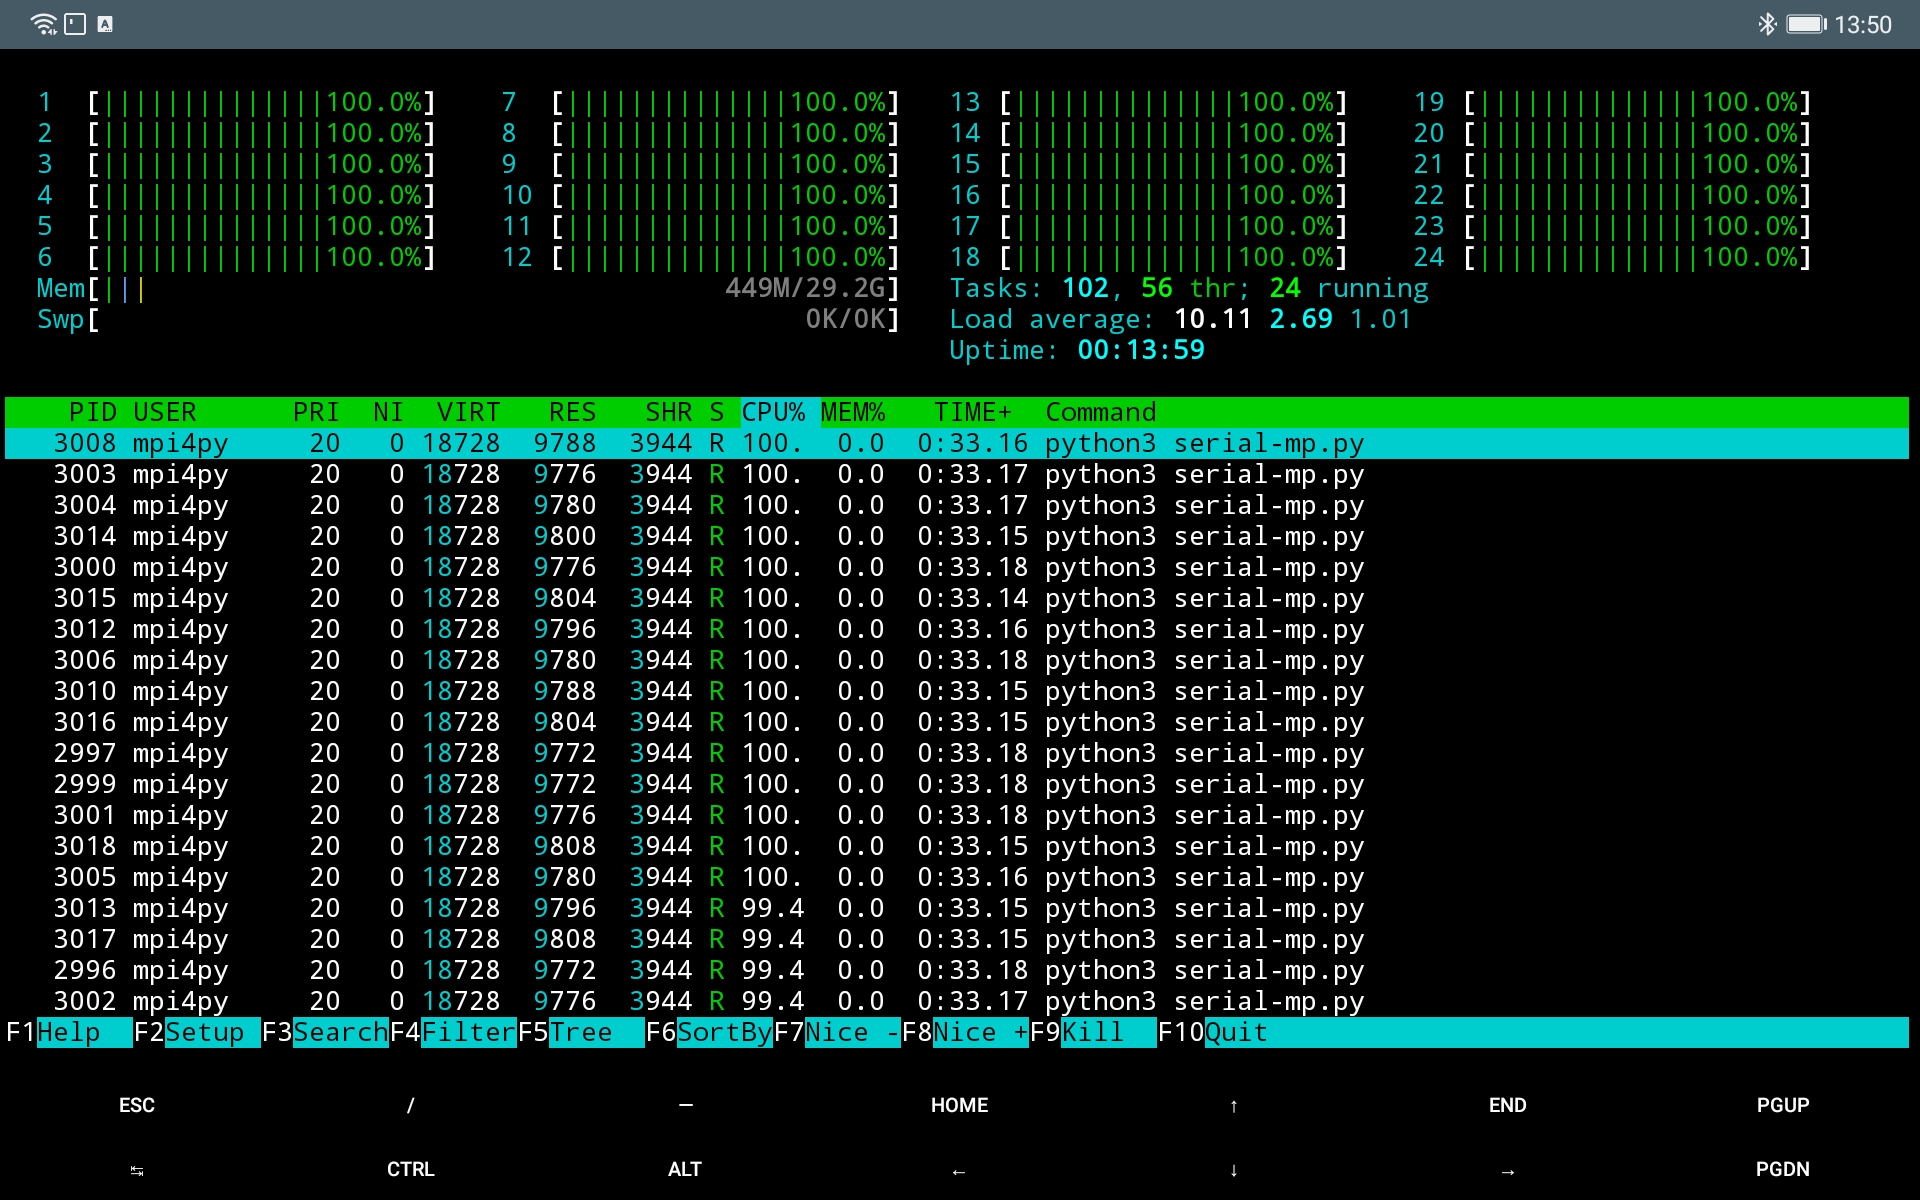 13:50
1 [||||||||||||||100.0%] 7 [||||||||||||||100.0%] 13 [||||||||||||||100.0%] 19 [||||||||||||||100.0%]
2 [||||||||||||||100.0%] 8 [||||||||||||||100.0%] 14 [||||||||||||||100.0%] 20 [||||||||||||||100.0%]
3 [||||||||||||||100.0%] 9 [||||||||||||||100.0%] 15 [||||||||||||||100.0%] 21 [||||||||||||||100.0%]
4 [||||||||||||||100.0%] 10 [||||||||||||||100.0%] 16 [||||||||||||||100.0%] 22 [||||||||||||||100.0%]
5 [||||||||||||||100.0%] 11 [||||||||||||||100.0%] 17 [||||||||||||||100.0%] 23 [||||||||||||||100.0%]
6 [||||||||||||||100.0%] 12 [||||||||||||||100.0%] 18 [||||||||||||||100.0%] 24 [||||||||||||||100.0%]
Mem[||| 449M/29.2G] Tasks: 102, 56 thr; 24 running
Swp[ 0K/0K] Load average: 10.11 2.69 1.01
Uptime: 00:13:59
PID USER PRI NI VIRT RES SHR S CPU% MEM% TIME+ Command
3008 mpi4py 20 0 18728 9788 3944 R 100. 0.0 0:33.16 python3 serial-mp.py
3003 mpi4py 20 0 18728 9776 3944 R 100. 0.0 0:33.17 python3 serial-mp.py
3004 mpi4py 20 0 18728 9780 3944 R 100. 0.0 0:33.17 python3 serial-mp.py
3014 mpi4py 20 0 18728 9800 3944 R 100. 0.0 0:33.15 python3 serial-mp.py
3000 mpi4py 20 0 18728 9776 3944 R 100. 0.0 0:33.18 python3 serial-mp.py
3015 mpi4py 20 0 18728 9804 3944 R 100. 0.0 0:33.14 python3 serial-mp.py
3012 mpi4py 20 0 18728 9796 3944 R 100. 0.0 0:33.16 python3 serial-mp.py
3006 mpi4py 20 0 18728 9780 3944 R 100. 0.0 0:33.18 python3 serial-mp.py
3010 mpi4py 20 0 18728 9788 3944 R 100. 0.0 0:33.15 python3 serial-mp.py
3016 mpi4py 20 0 18728 9804 3944 R 100. 0.0 0:33.15 python3 serial-mp.py
2997 mpi4py 20 0 18728 9772 3944 R 100. 0.0 0:33.18 python3 serial-mp.py
2999 mpi4py 20 0 18728 9772 3944 R 100. 0.0 0:33.18 python3 serial-mp.py
3001 mpi4py 20 0 18728 9776 3944 R 100. 0.0 0:33.18 python3 serial-mp.py
3018 mpi4py 20 0 18728 9808 3944 R 100. 0.0 0:33.15 python3 serial-mp.py
3005 mpi4py 20 0 18728 9780 3944 R 100. 0.0 0:33.16 python3 serial-mp.py
3013 mpi4py 20 0 18728 9796 3944 R 99.4 0.0 0:33.15 python3 serial-mp.py
3017 mpi4py 20 0 18728 9808 3944 R 99.4 0.0 0:33.15 python3 serial-mp.py
2996 mpi4py 20 0 18728 9772 3944 R 99.4 0.0 0:33.18 python3 serial-mp.py
3002 mpi4py 20 0 18728 9776 3944 R 99.4 0.0 0:33.17 python3 serial-mp.py
F1Help F2Setup F3SearchF4FilterF5Tree F6SortByF7Nice -F8Nice +F9Kill F10Quit
ESC / — HOME ↑ END PGUP
↹ CTRL ALT ← ↓ → PGDN